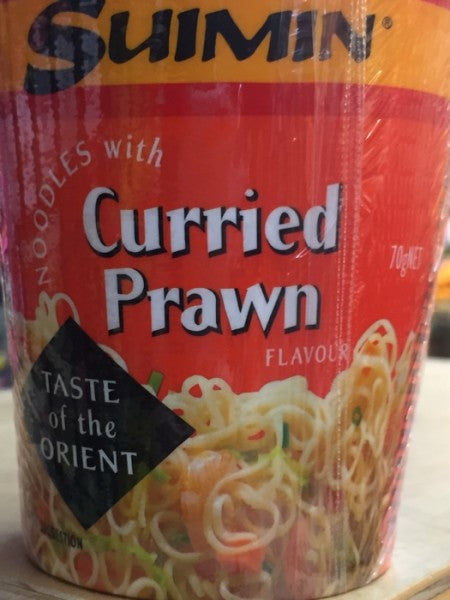 SUIMIN®
NOODLES with
Curried
Prawn
FLAVOUR
70gNET
TASTE
of the
ORIENT